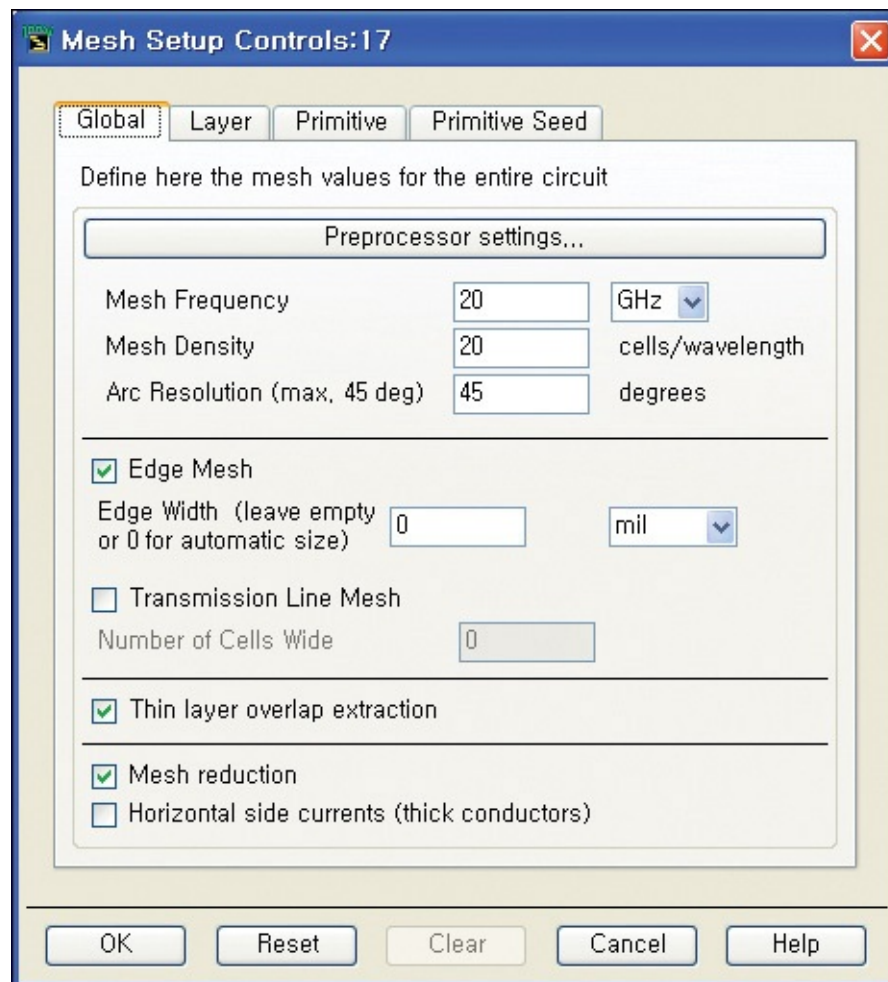 Mesh Setup Controls:17
Global Layer Primitive Primitive Seed
Define here the mesh values for the entire circuit
Preprocessor settings...
Mesh Frequency 20 GHz
Mesh Density 20 cells/wavelength
Arc Resolution (max, 45 deg) 45 degrees
Edge Mesh
Edge Width (leave empty
or 0 for automatic size) 0 mil
Transmission Line Mesh
Number of Cells Wide 0
Thin layer overlap extraction
Mesh reduction
Horizontal side currents (thick conductors)
OK Reset Clear Cancel Help